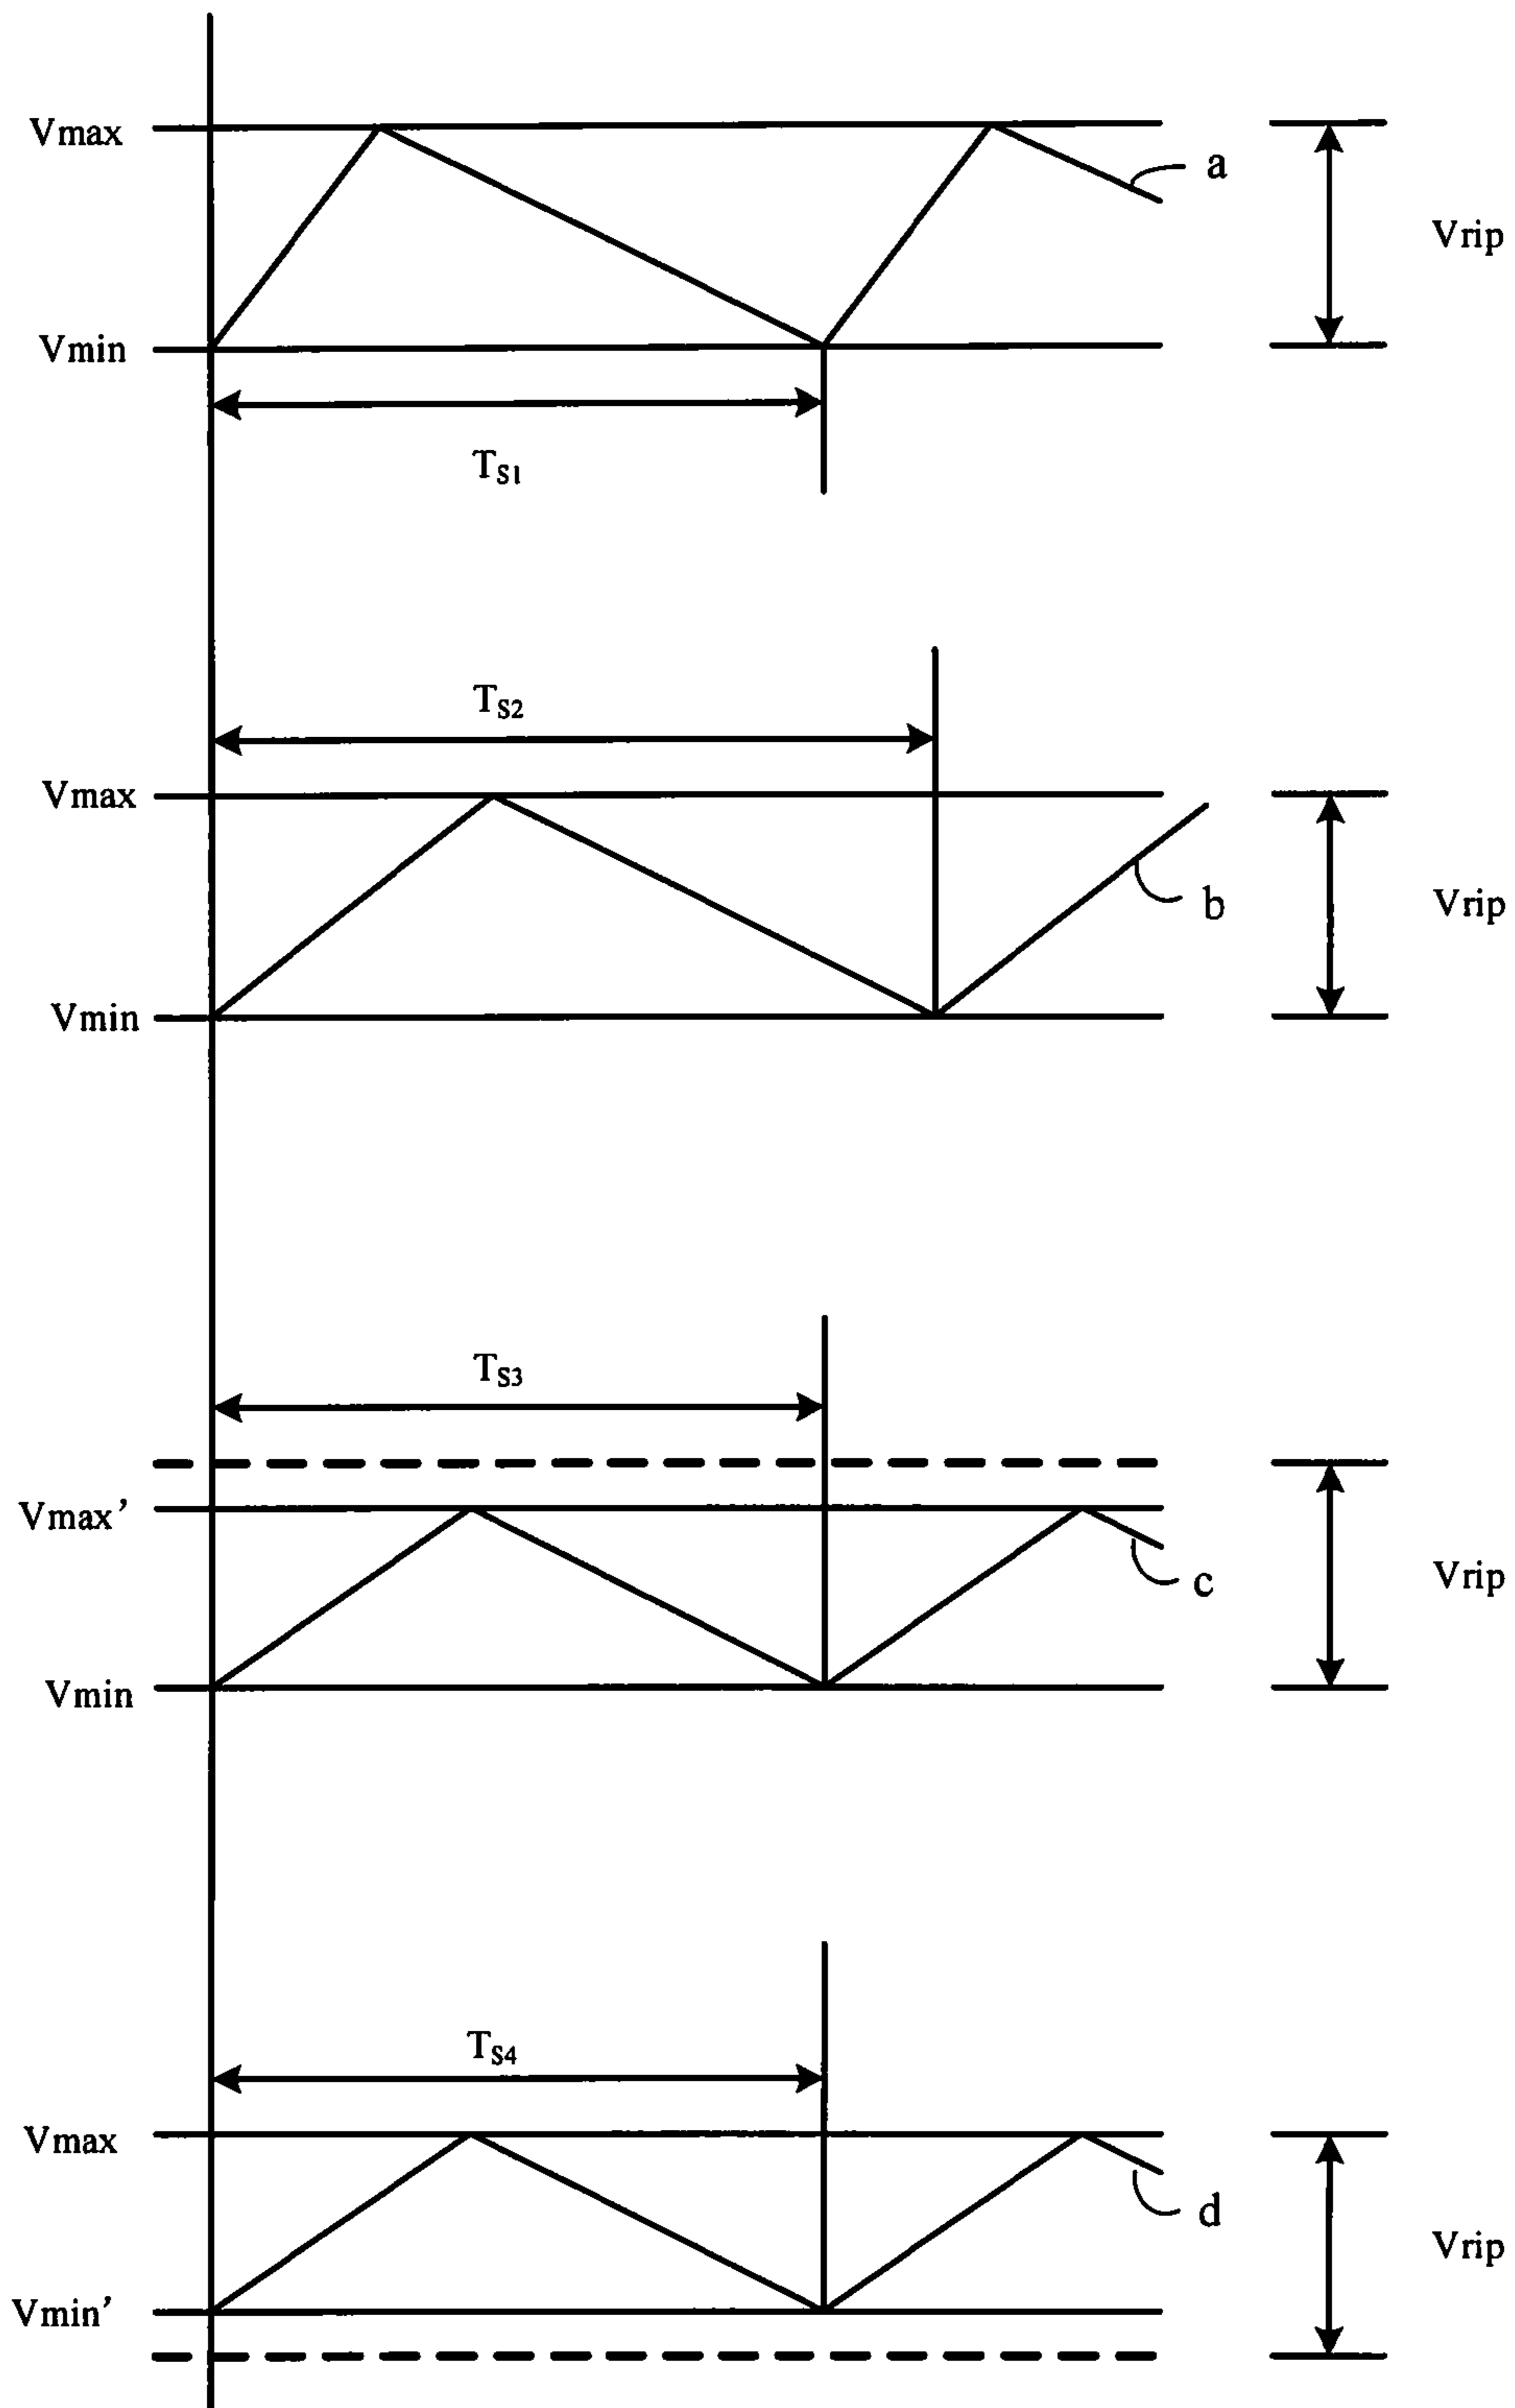 Vmax
a
Vrip
Vmin
TS1
TS2
Vmax
b
Vrip
Vmin
TS3
Vmax’
c
Vrip
Vmin
TS4
Vmax
d
Vrip
Vmin’